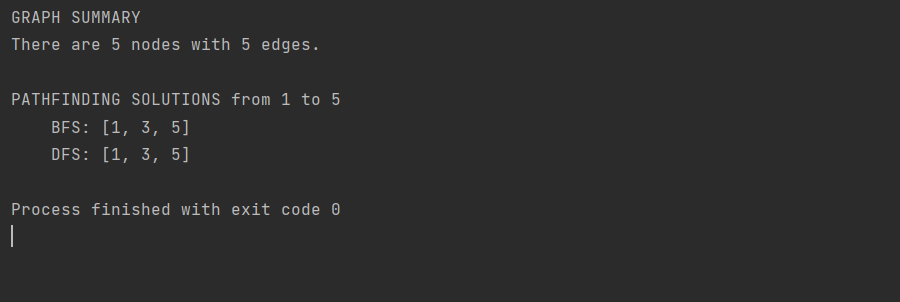 GRAPH SUMMARY
There are 5 nodes with 5 edges.
PATHFINDING SOLUTIONS from 1 to 5
BFS: [1, 3, 5]
DFS: [1, 3, 5]
Process finished with exit code 0